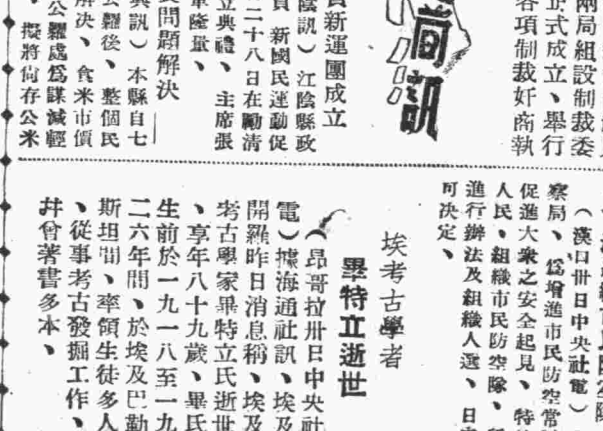 兩局組設制裁委
正式成立、舉行
各項制裁奸商執
訊
員新運團成立
陰訊）江陰縣政
員 新國民運動促
二十八日在勵清
立典禮、主席張
隆量、
問題解決
訊）本縣自七
公糶後、整個民
解決、食米市價
公糶處爲謀減輕
擬將尙存公米
（漢口卅日中央社電）
察局、爲增進市民防空常
促進大衆之安全起見、特
人民、組織市民防空隊、
進行辦法及組織人選、日
可决定、
埃考古學者
畢特立逝世
（昂哥拉卅日中央社
電）據海通社訊、埃及
開羅昨日消息稱、埃及
考古學家畢特立氏逝世
、享年八十九歲、畢氏
生前於一九一八至一九
二六年間、於埃及巴勒
斯坦間、率領生徒多人
、從事考古發掘工作、
幷曾著書多本、